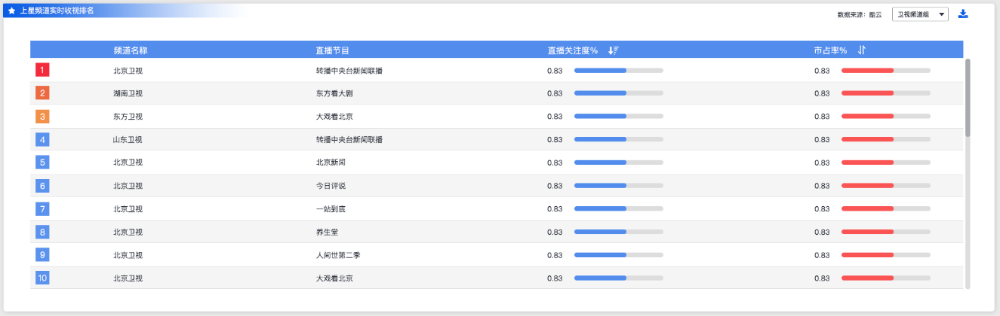 上星频道实时收视排名
数据来源：酷云 卫视频道组
频道名称 直播节目 直播关注度% 市占率%
1 北京卫视 转播中央台新闻联播 0.83 0.83
2 湖南卫视 东方看大剧 0.83 0.83
3 东方卫视 大戏看北京 0.83 0.83
4 山东卫视 转播中央台新闻联播 0.83 0.83
5 北京卫视 北京新闻 0.83 0.83
6 北京卫视 今日评说 0.83 0.83
7 北京卫视 一站到底 0.83 0.83
8 北京卫视 养生堂 0.83 0.83
9 北京卫视 人间世第二季 0.83 0.83
10 北京卫视 大戏看北京 0.83 0.83